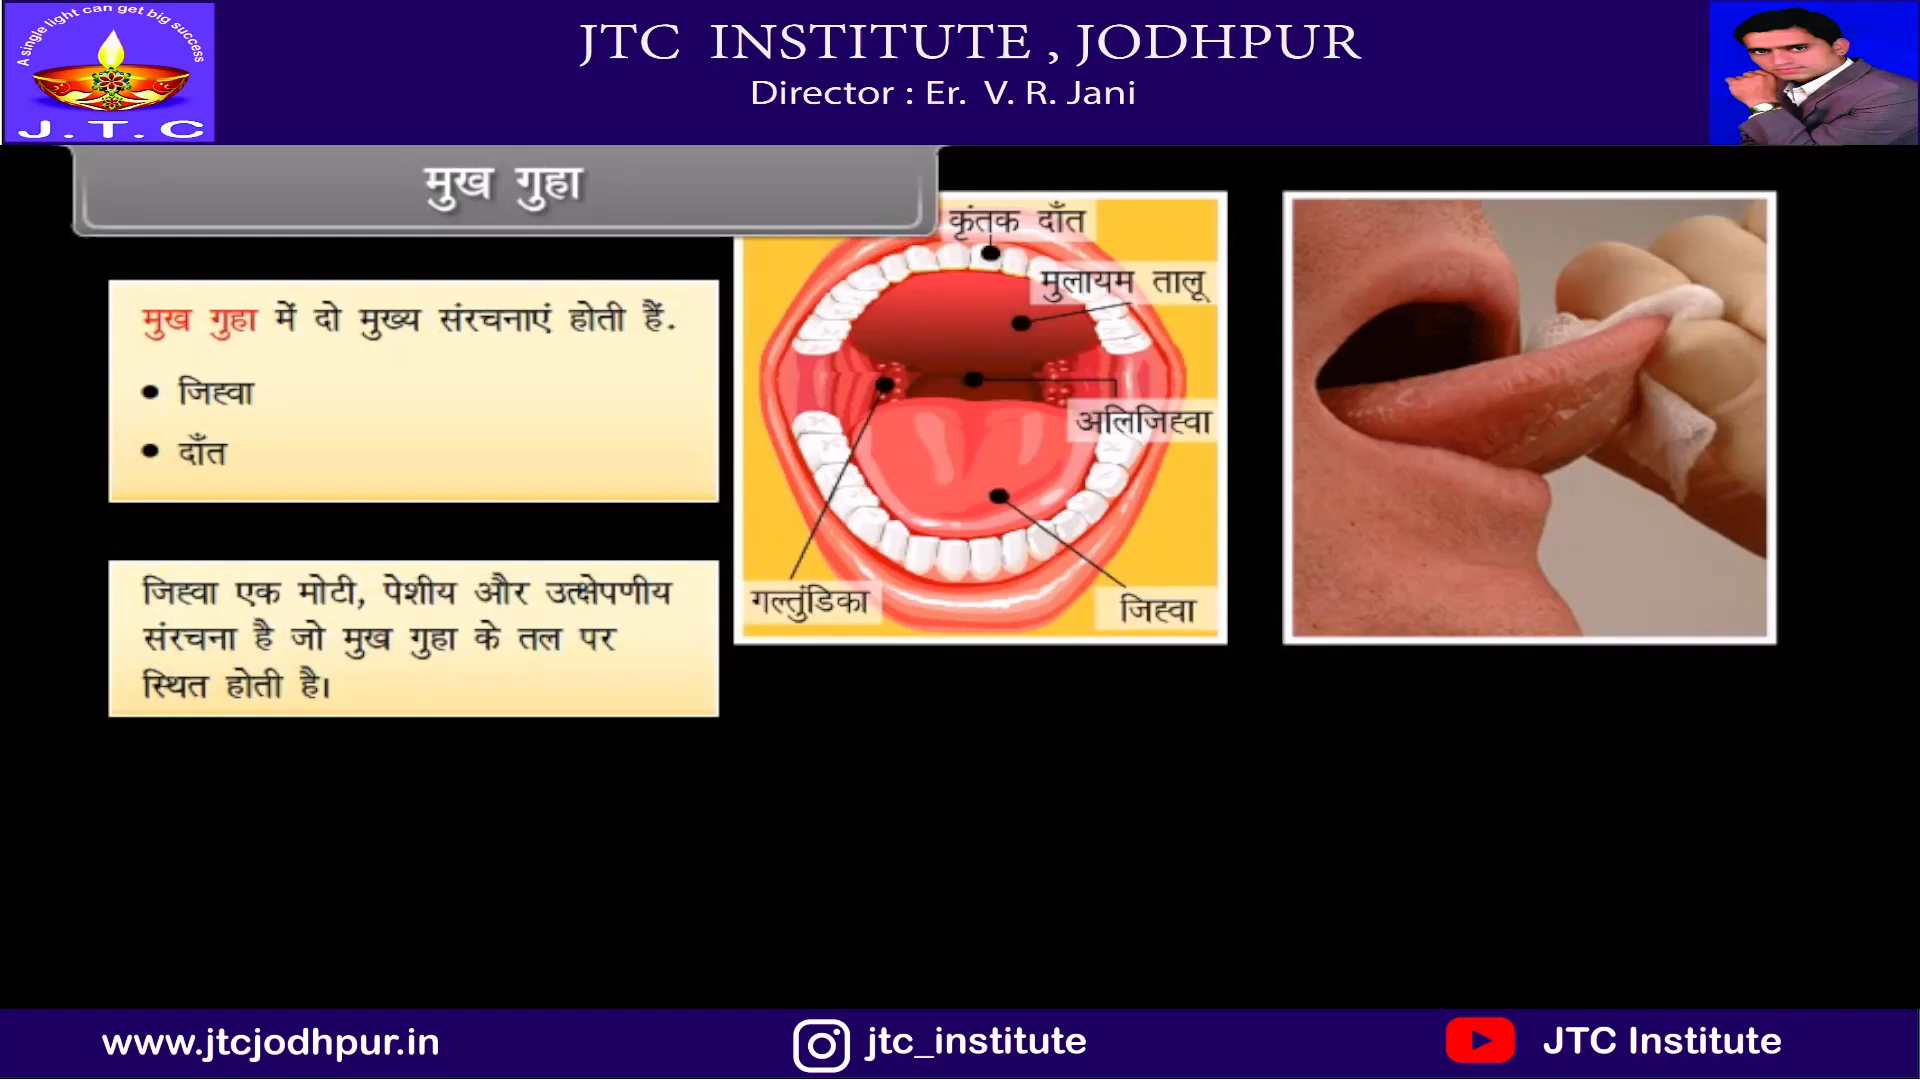 A single light can get big success
J.T.C
JTC INSTITUTE, JODHPUR
Director : Er. V. R. Jani
मुख गुहा
मुख गुहा में दो मुख्य संरचनाएं होती हैं.
• जिह्वा
• दाँत
जिह्वा एक मोटी, पेशीय और उत्क्षेपणीय
संरचना है जो मुख गुहा के तल पर
स्थित होती है।
कृंतक दाँत
मुलायम तालू
अलिजिह्वा
गल्तुंडिका
जिह्वा
www.jtcjodhpur.in
jtc_institute
JTC Institute